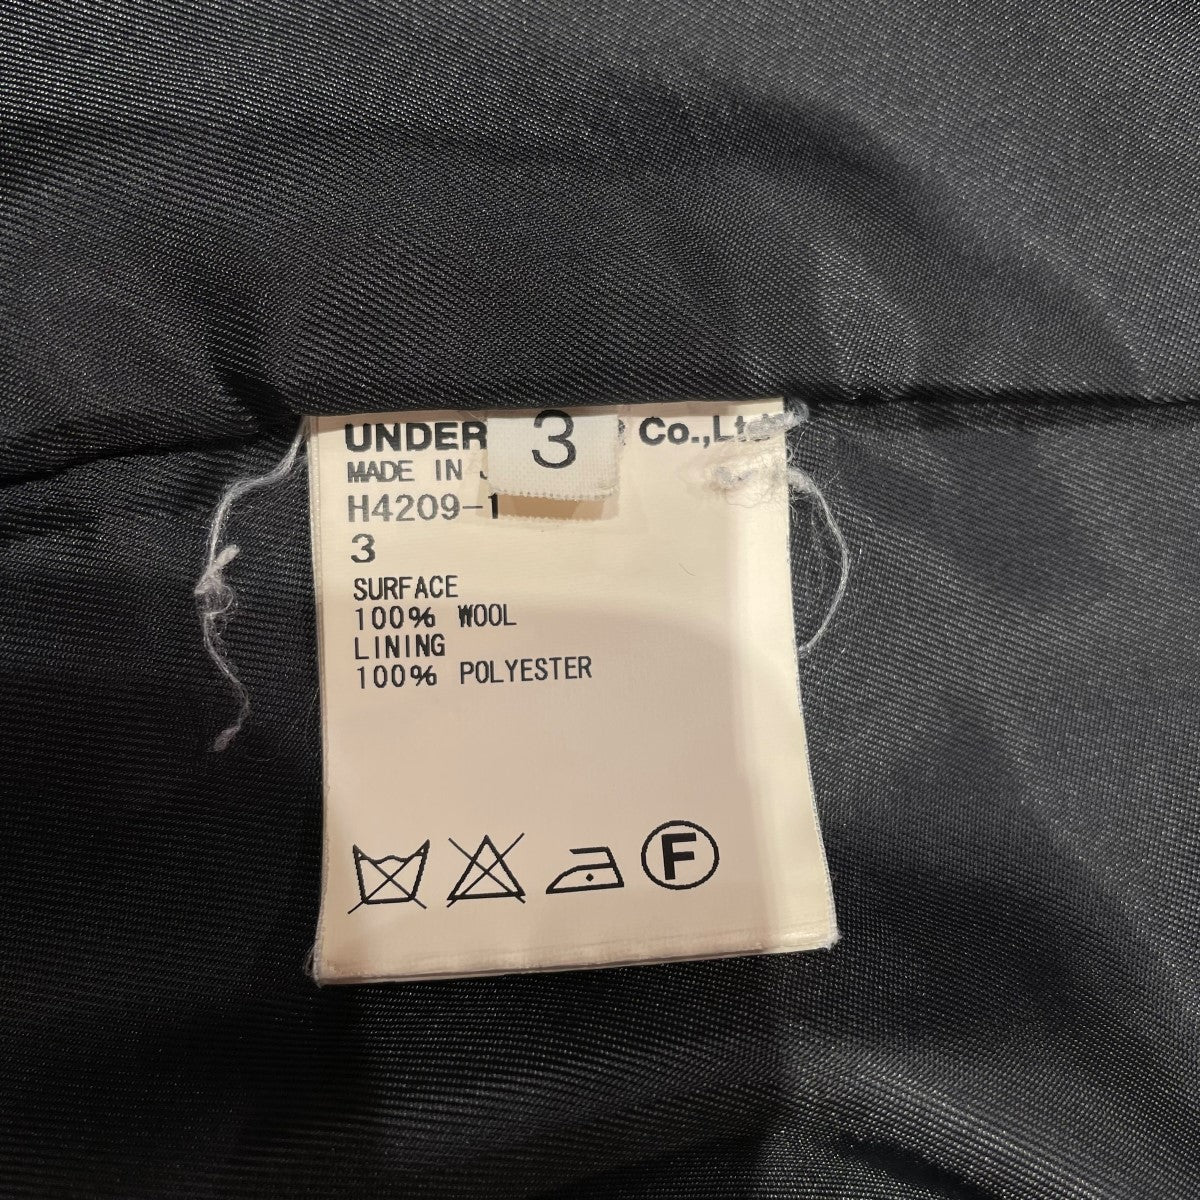 UNDER 3 Co.,Ltd
MADE IN
H4209-1
3
SURFACE
100% WOOL
LINING
100% POLYESTER
F